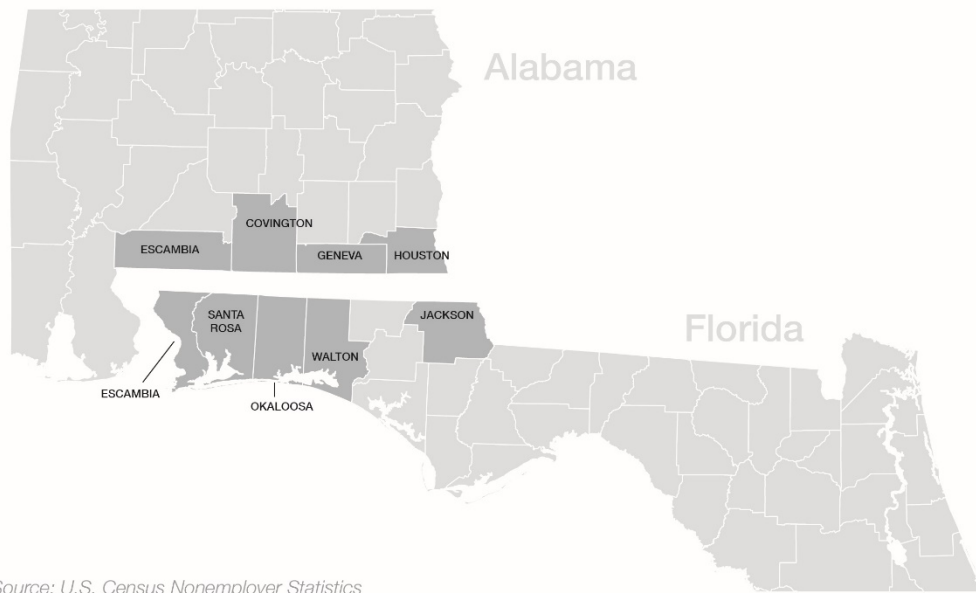 Alabama
COVINGTON
ESCAMBIA
GENEVA
HOUSTON
SANTA
ROSA
JACKSON
Florida
WALTON
ESCAMBIA
OKALOOSA
Source: U.S. Census Nonemployer Statistics